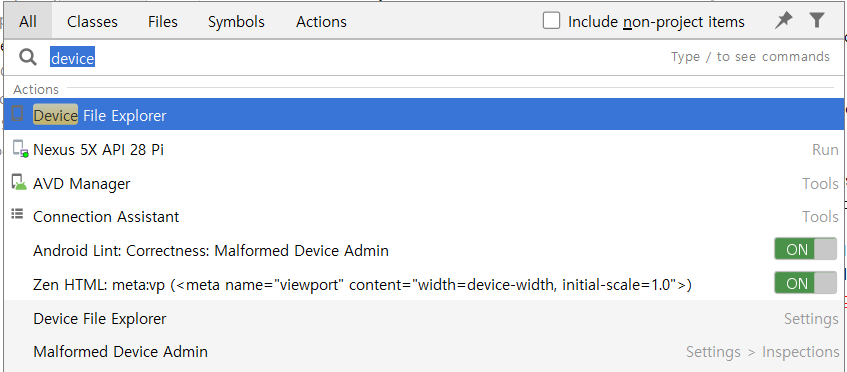 All Classes Files Symbols Actions Include non-project items
device Type / to see commands
Actions
Device File Explorer
Nexus 5X API 28 Pi Run
AVD Manager Tools
Connection Assistant Tools
Android Lint: Correctness: Malformed Device Admin ON
Zen HTML: meta:vp (<meta name="viewport" content="width=device-width, initial-scale=1.0">) ON
Device File Explorer Settings
Malformed Device Admin Settings > Inspections